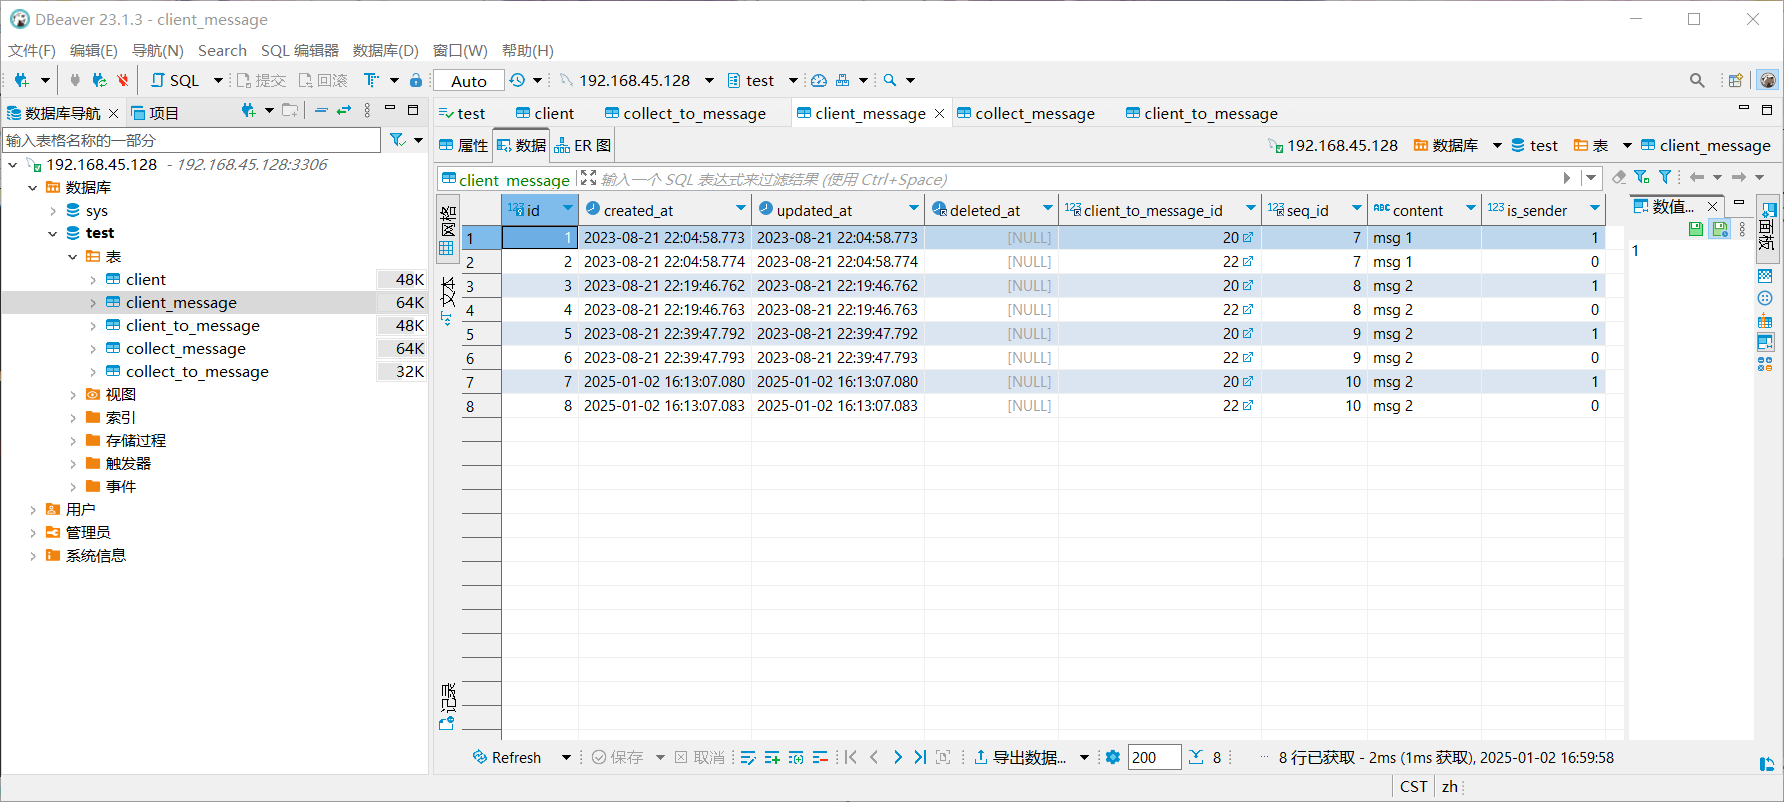 DBeaver 23.1.3 - client_message
文件(F) 编辑(E) 导航(N) Search SQL 编辑器 数据库(D) 窗口(W) 帮助(H)
SQL 提交 回滚 Auto 192.168.45.128 test
数据库导航 项目
输入表格名称的一部分
192.168.45.128 - 192.168.45.128:3306
数据库
sys
test
表
client 48K
client_message 64K
client_to_message 48K
collect_message 64K
collect_to_message 32K
视图
索引
存储过程
触发器
事件
用户
管理员
系统信息
test client collect_to_message client_message collect_message client_to_message
属性 数据 ER 图 192.168.45.128 数据库 test 表 client_message
client_message 输入一个 SQL 表达式来过滤结果 (使用 Ctrl+Space)
网格
文本
记录
123 id created_at updated_at deleted_at 123 client_to_message_id 123 seq_id ABC content 123 is_sender
1 1 2023-08-21 22:04:58.773 2023-08-21 22:04:58.773 [NULL] 20 7 msg 1 1
2 2 2023-08-21 22:04:58.774 2023-08-21 22:04:58.774 [NULL] 22 7 msg 1 0
3 3 2023-08-21 22:19:46.762 2023-08-21 22:19:46.762 [NULL] 20 8 msg 2 1
4 4 2023-08-21 22:19:46.763 2023-08-21 22:19:46.763 [NULL] 22 8 msg 2 0
5 5 2023-08-21 22:39:47.792 2023-08-21 22:39:47.792 [NULL] 20 9 msg 2 1
6 6 2023-08-21 22:39:47.793 2023-08-21 22:39:47.793 [NULL] 22 9 msg 2 0
7 7 2025-01-02 16:13:07.080 2025-01-02 16:13:07.080 [NULL] 20 10 msg 2 1
8 8 2025-01-02 16:13:07.083 2025-01-02 16:13:07.083 [NULL] 22 10 msg 2 0
数值...
1
面板
Refresh 保存 取消 导出数据... 200 8 8 行已获取 - 2ms (1ms 获取), 2025-01-02 16:59:58
CST zh